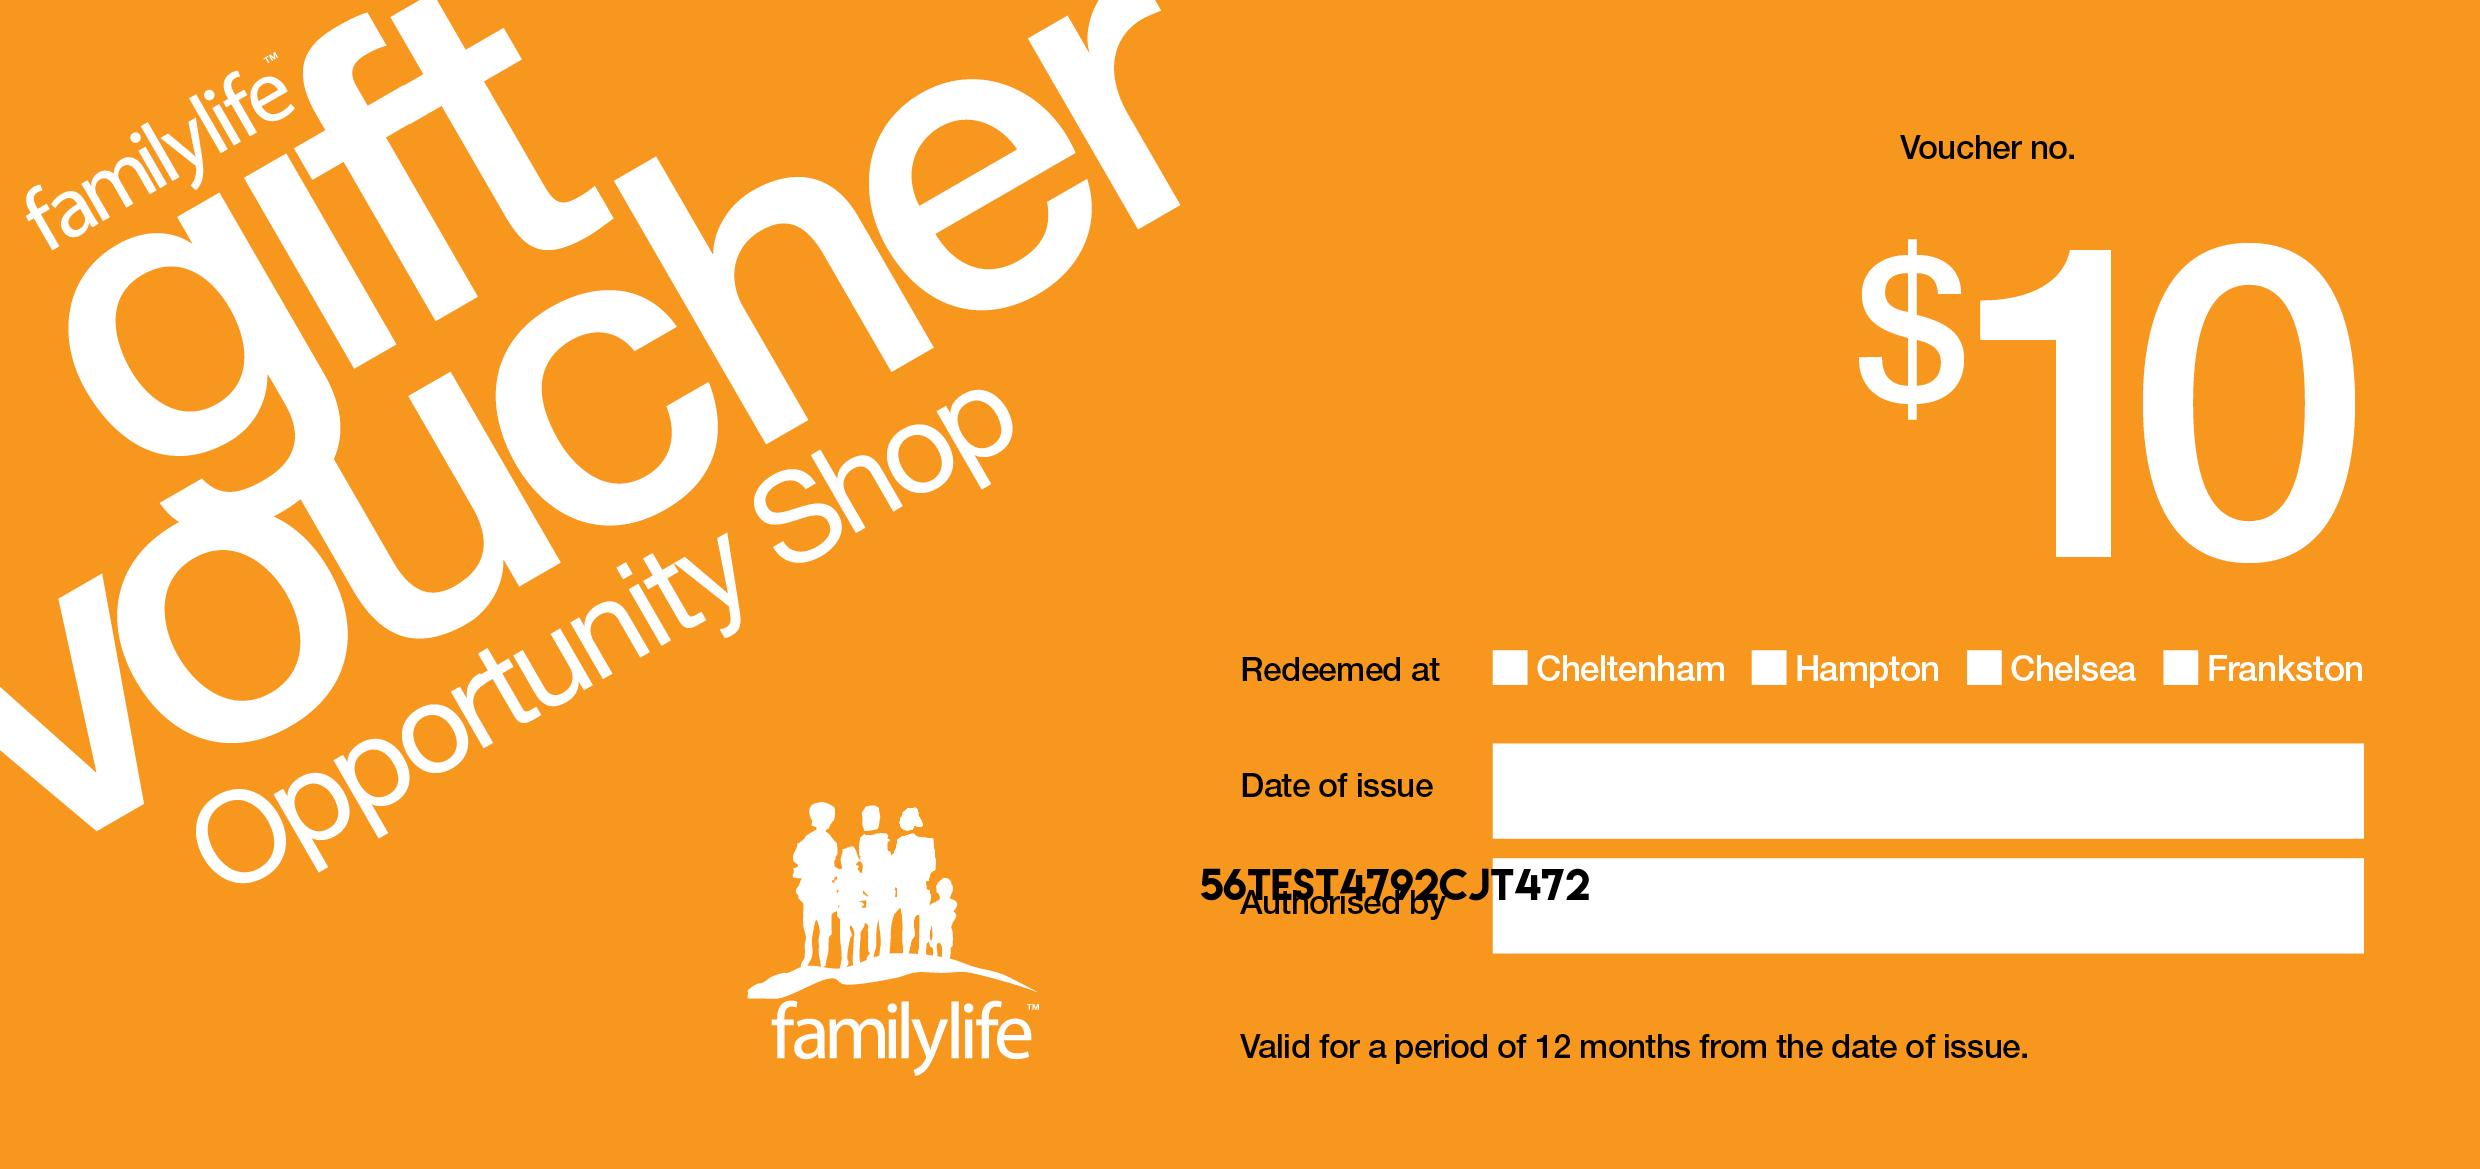 familylife™
gift
voucher
Opportunity Shop
familylife™
Voucher no.
$10
Redeemed at Cheltenham Hampton Chelsea Frankston
Date of issue
56TEST4792CJT472
Authorised by
Valid for a period of 12 months from the date of issue.